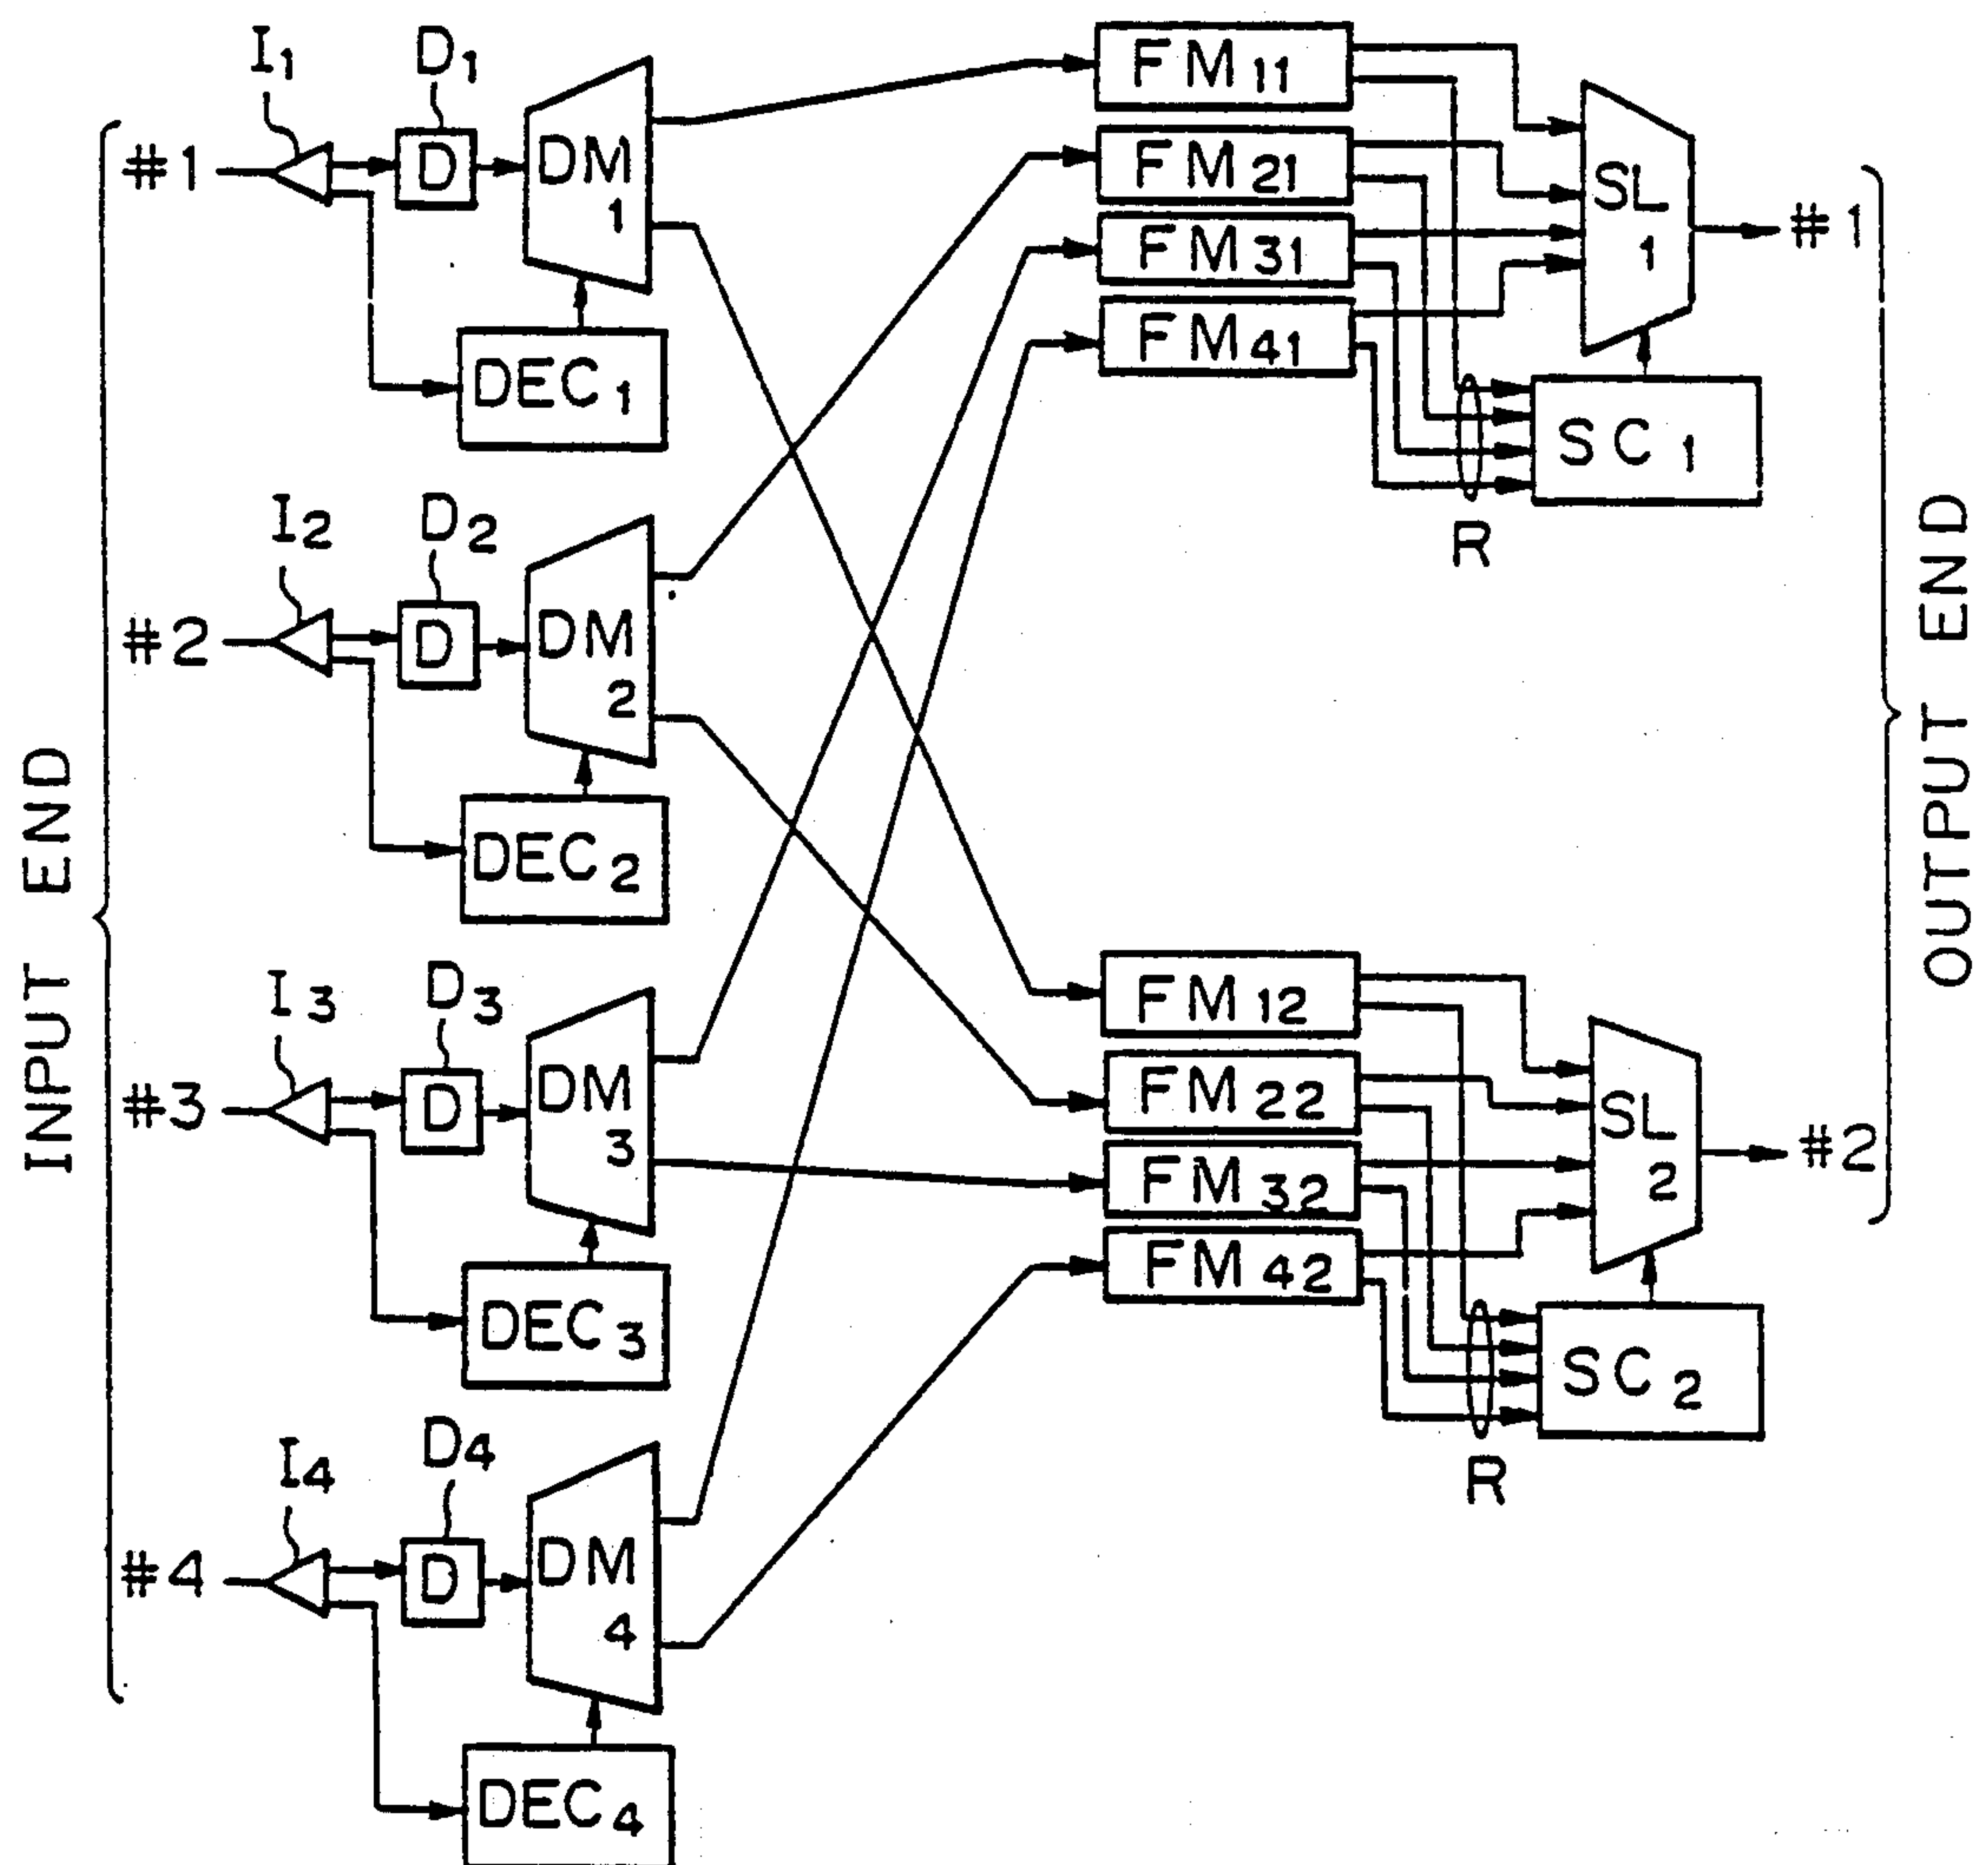 INPUT END
#1
I1
D1
D
DM
1
DEC1
#2
I2
D2
D
DM
2
DEC2
#3
I3
D3
D
DM
3
DEC3
#4
I4
D4
D
DM
4
DEC4
FM11
FM21
FM31
FM41
SL
1
SC1
R
#1
FM12
FM22
FM32
FM42
SL
2
SC2
R
#2
OUTPUT END